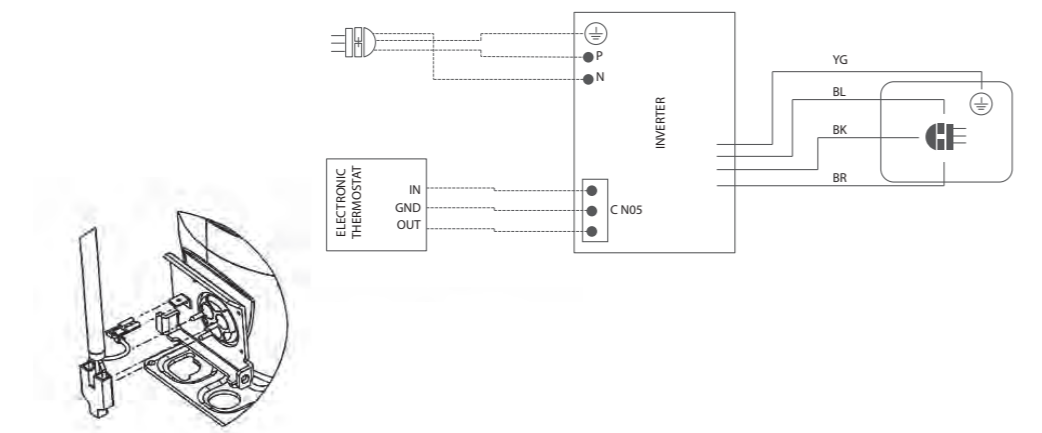 P
N
INVERTER
YG
BL
BK
BR
ELECTRONIC
THERMOSTAT
IN
GND
OUT
C N05